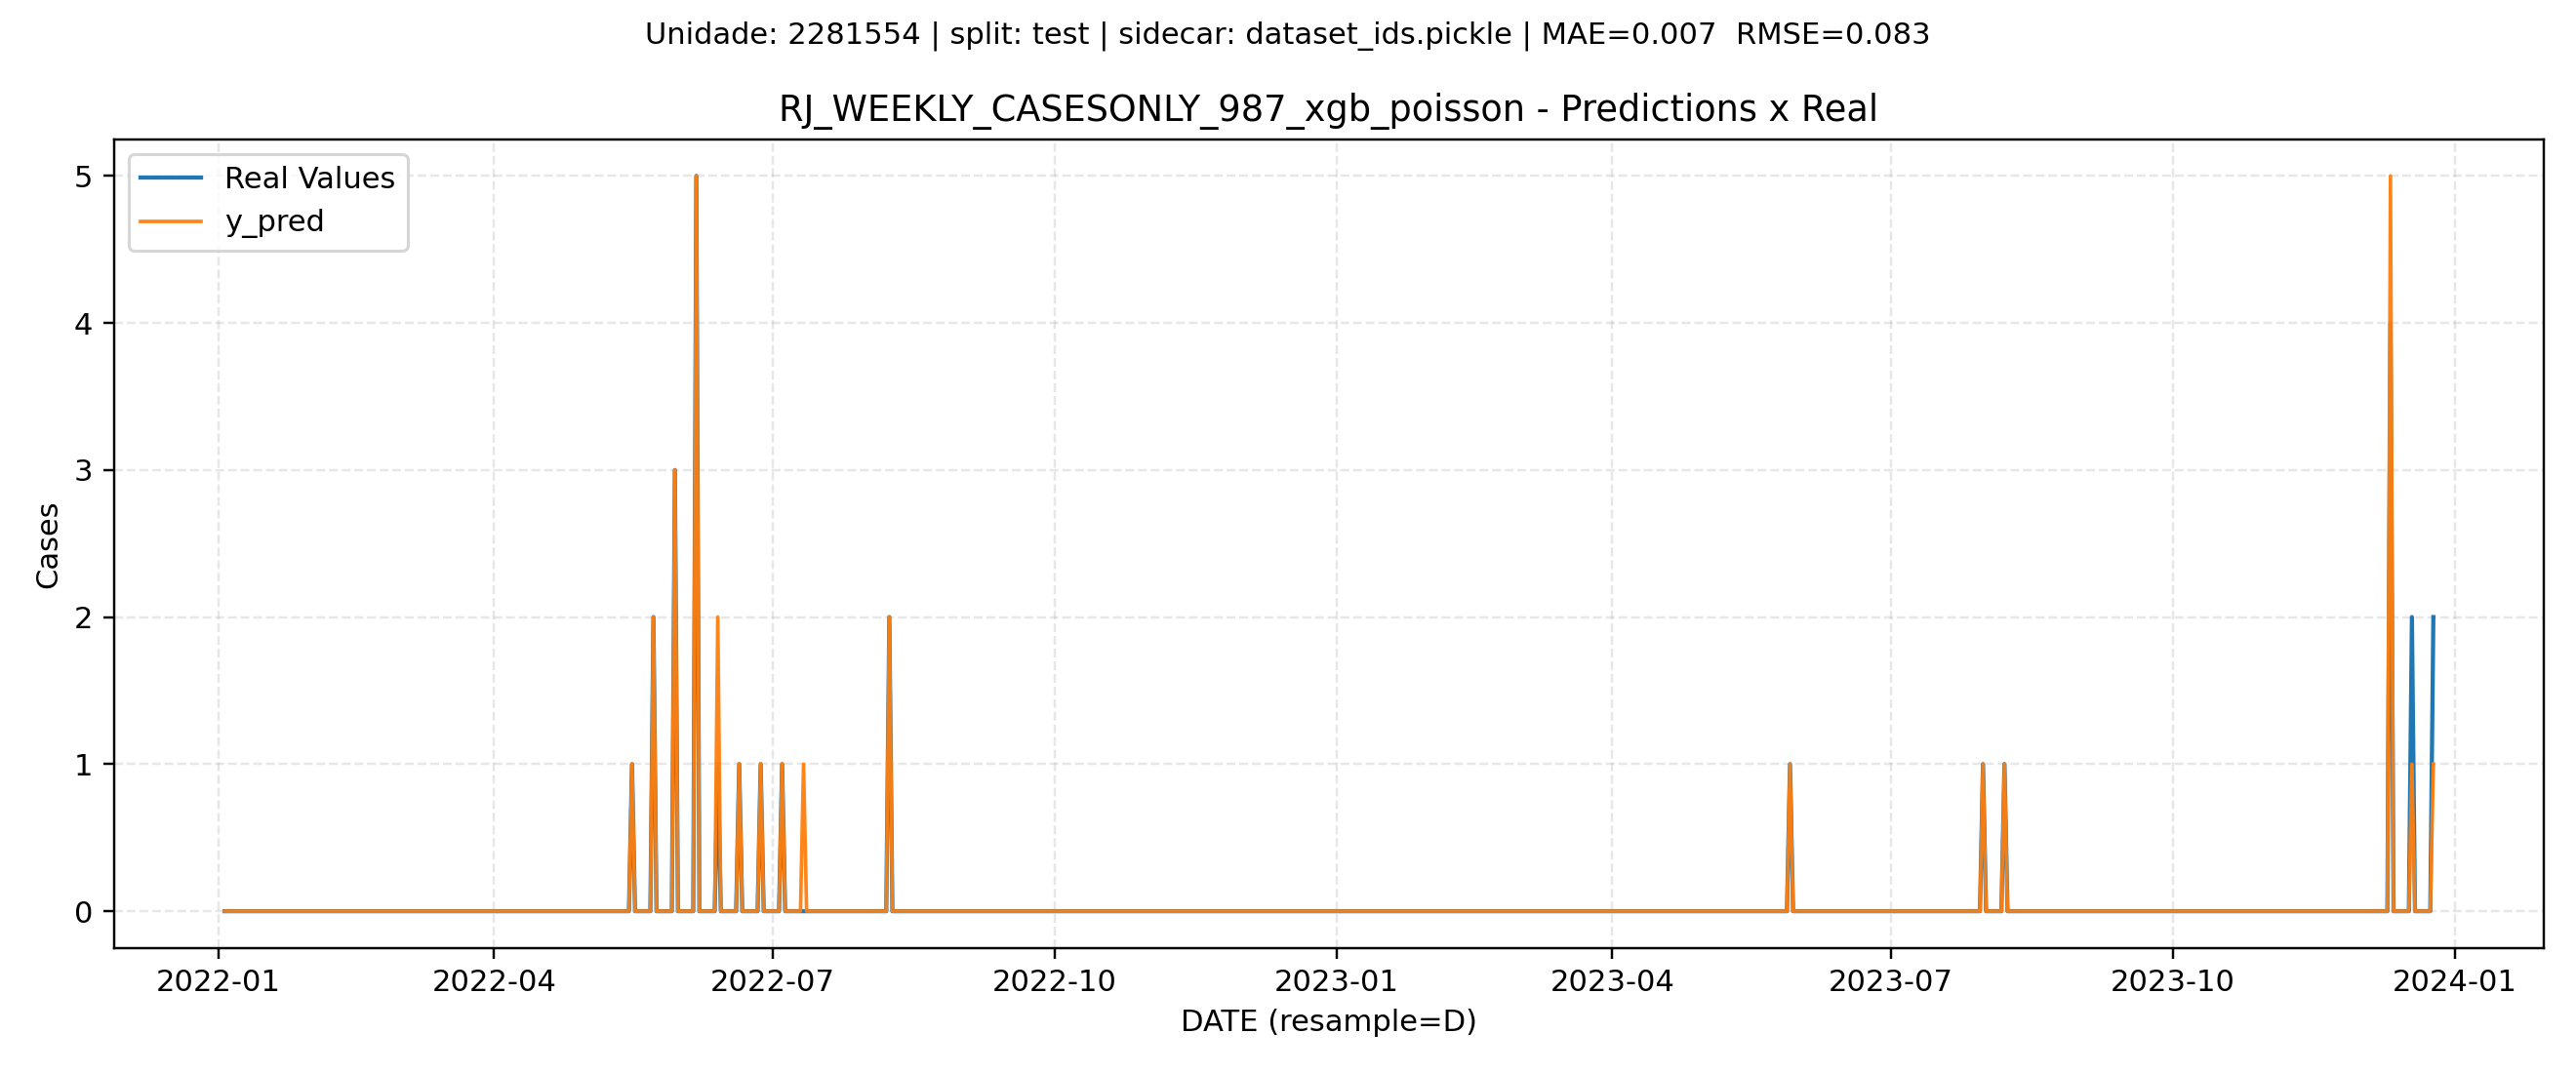 Unidade: 2281554 | split: test | sidecar: dataset_ids.pickle | MAE=0.007  RMSE=0.083
RJ_WEEKLY_CASESONLY_987_xgb_poisson - Predictions x Real
Real Values
y_pred
Cases
5
4
3
2
1
0
2022-01
2022-04
2022-07
2022-10
2023-01
2023-04
2023-07
2023-10
2024-01
DATE (resample=D)